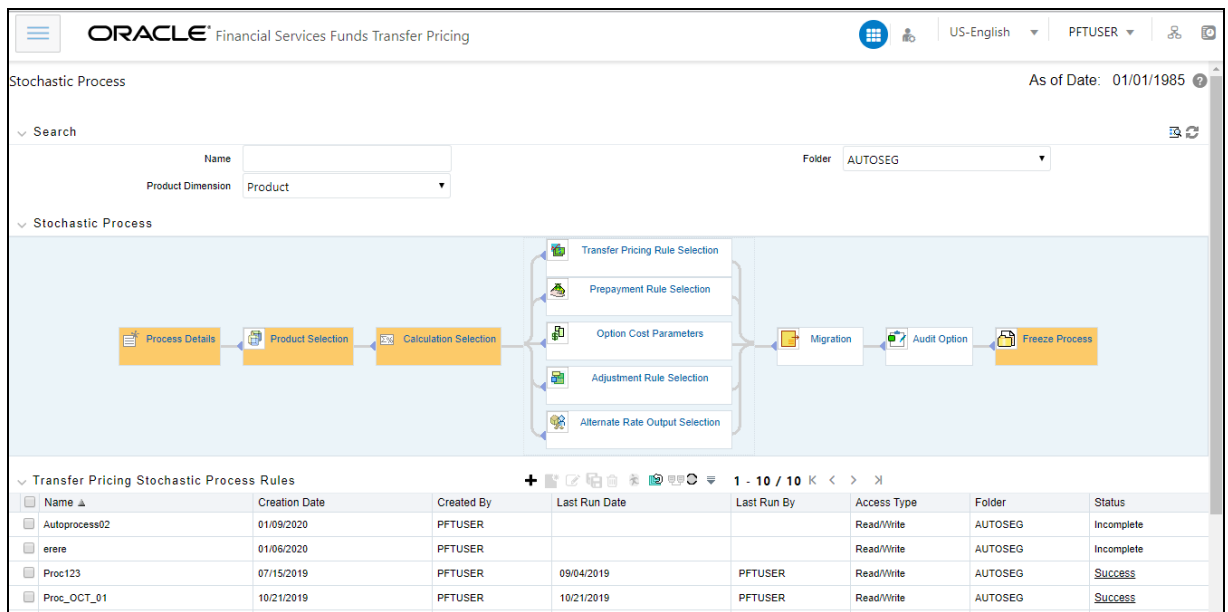 ORACLE Financial Services Funds Transfer Pricing US-English PFTUSER
Stochastic Process As of Date: 01/01/1985
Search
Name Folder AUTOSEG
Product Dimension Product
Stochastic Process
Transfer Pricing Rule Selection
Prepayment Rule Selection
Process Details Product Selection Calculation Selection Option Cost Parameters Migration Audit Option Freeze Process
Adjustment Rule Selection
Alternate Rate Output Selection
Transfer Pricing Stochastic Process Rules 1 - 10 / 10
Name Creation Date Created By Last Run Date Last Run By Access Type Folder Status
Autoprocess02 01/09/2020 PFTUSER Read/Write AUTOSEG Incomplete
erere 01/06/2020 PFTUSER Read/Write AUTOSEG Incomplete
Proc123 07/15/2019 PFTUSER 09/04/2019 PFTUSER Read/Write AUTOSEG Success
Proc_OCT_01 10/21/2019 PFTUSER 10/21/2019 PFTUSER Read/Write AUTOSEG Success